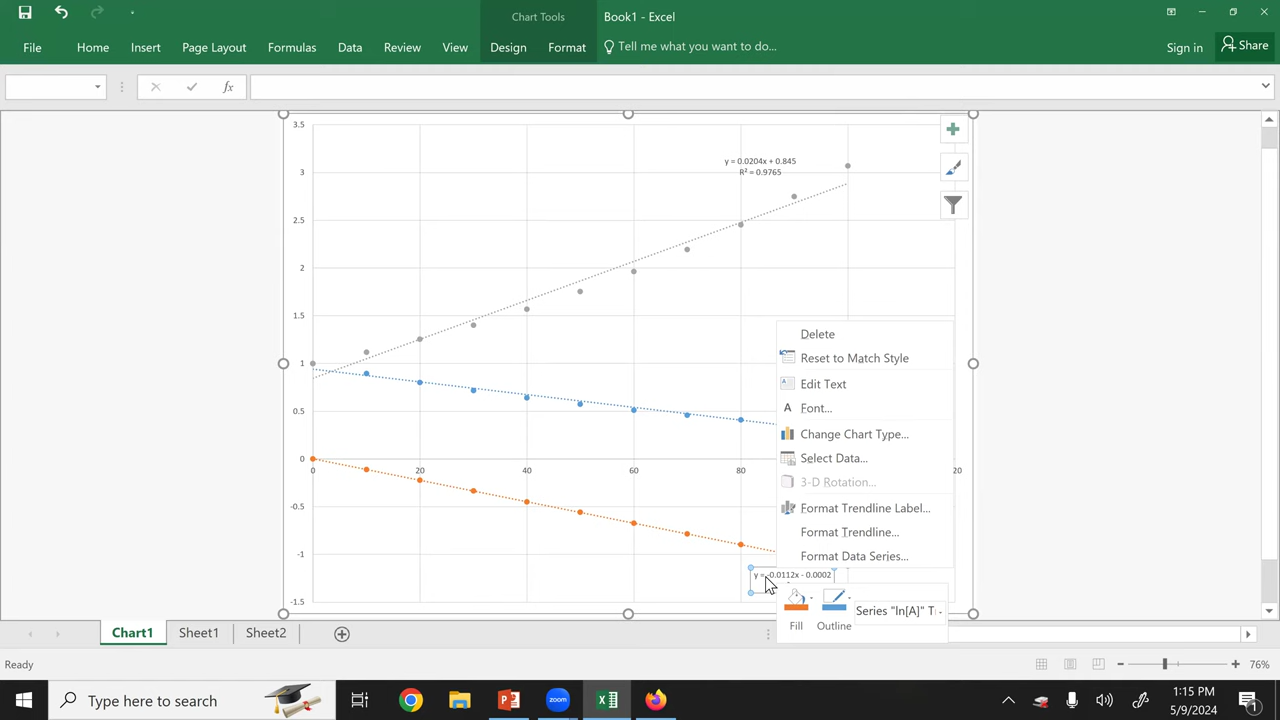 Chart Tools
Book1 - Excel
File
Home
Insert
Page Layout
Formulas
Data
Review
View
Design
Format
Tell me what you want to do...
Sign in
Share
fx
3.5
3
2.5
2
1.5
1
0.5
0
-0.5
-1
-1.5
0
20
40
60
80
20
y = 0.0204x + 0.845
R² = 0.9765
Delete
Reset to Match Style
A
Edit Text
A
Font...
Change Chart Type...
Select Data...
3-D Rotation...
Format Trendline Label...
Format Trendline...
Format Data Series...
y = -0.0112x - 0.0002
Fill
Outline
Series "ln[A]" T
Chart1
Sheet1
Sheet2
Ready
76%
Type here to search
zoom
1:15 PM
5/9/2024
1